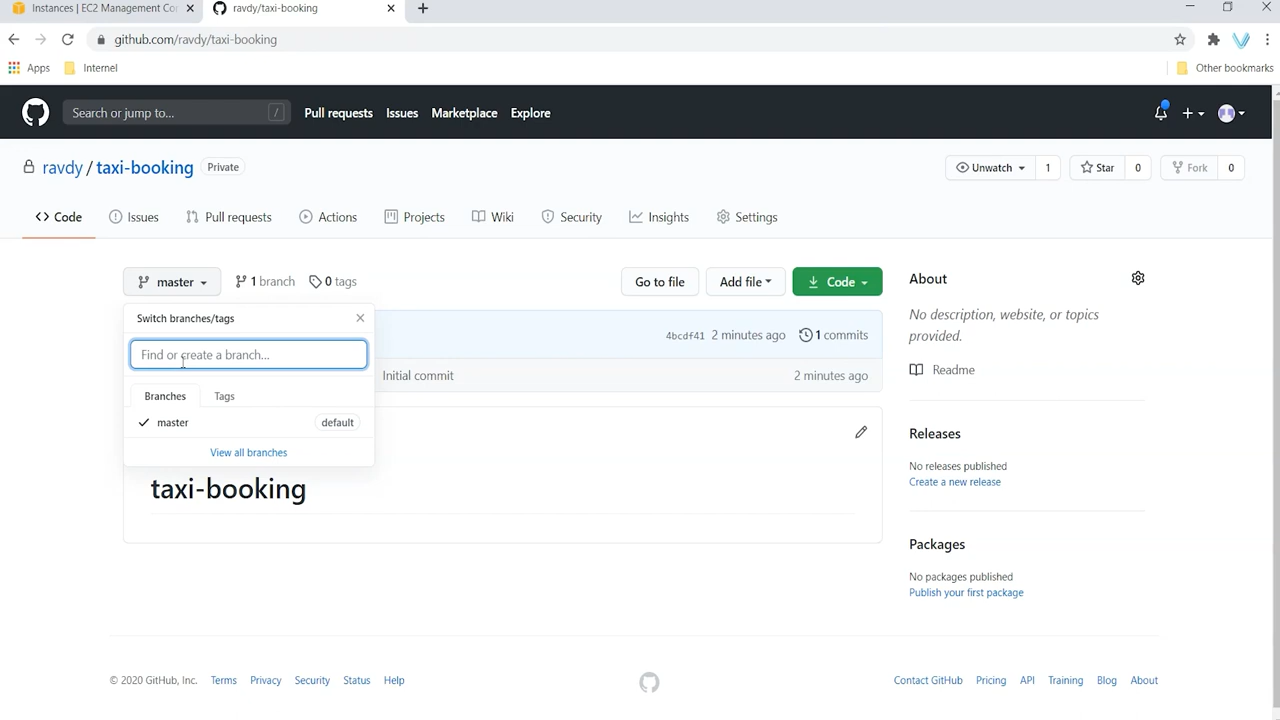 Instances | EC2 Management Con
ravdy/taxi-booking
github.com/ravdy/taxi-booking
Apps Internet Other bookmarks
Search or jump to... / Pull requests Issues Marketplace Explore
ravdy / taxi-booking Private Unwatch 1 Star 0 Fork 0
Code Issues Pull requests Actions Projects Wiki Security Insights Settings
master 1 branch 0 tags Go to file Add file Code
Switch branches/tags
Find or create a branch...
Branches Tags
master default
View all branches
4bcdf41 2 minutes ago 1 commits
Initial commit 2 minutes ago
taxi-booking
About
No description, website, or topics
provided.
Readme
Releases
No releases published
Create a new release
Packages
No packages published
Publish your first package
© 2020 GitHub, Inc. Terms Privacy Security Status Help Contact GitHub Pricing API Training Blog About